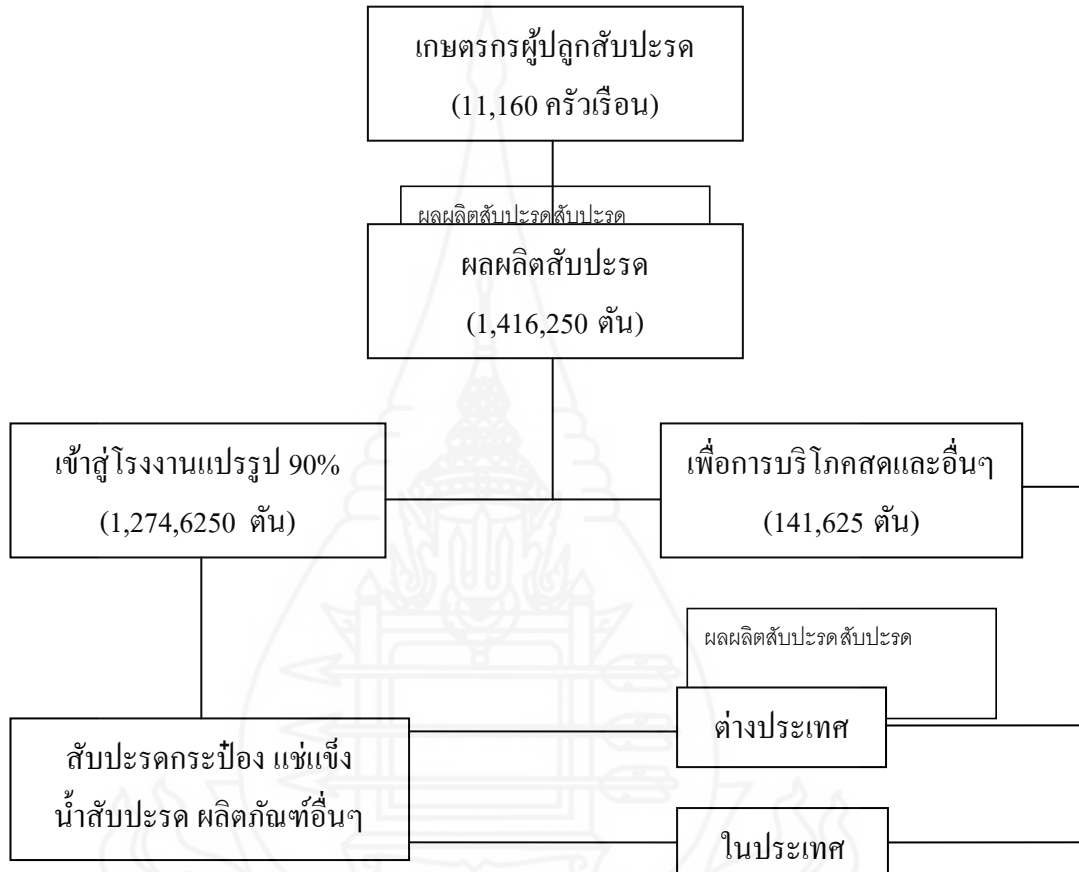 เกษตรกรผู้ปลูกสับปะรด
(11,160 ครัวเรือน)
ผลผลิตสับปะรดสับปะรด
ผลผลิตสับปะรด
(1,416,250 ตัน)
เข้าสู่โรงงานแปรรูป 90%
(1,274,6250 ตัน)
เพื่อการบริโภคสดและอื่นๆ
(141,625 ตัน)
ผลผลิตสับปะรดสับปะรด
ต่างประเทศ
สับปะรดกระป๋อง แช่แข็ง
น้ำสับปะรด ผลิตภัณฑ์อื่นๆ
ในประเทศ